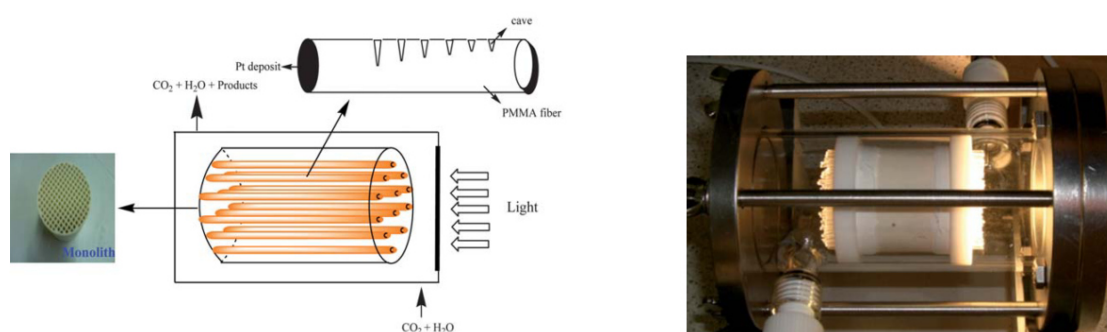 cave
Pt deposit
CO2 + H2O + Products
PMMA fiber
Light
Monolith
CO2 + H2O